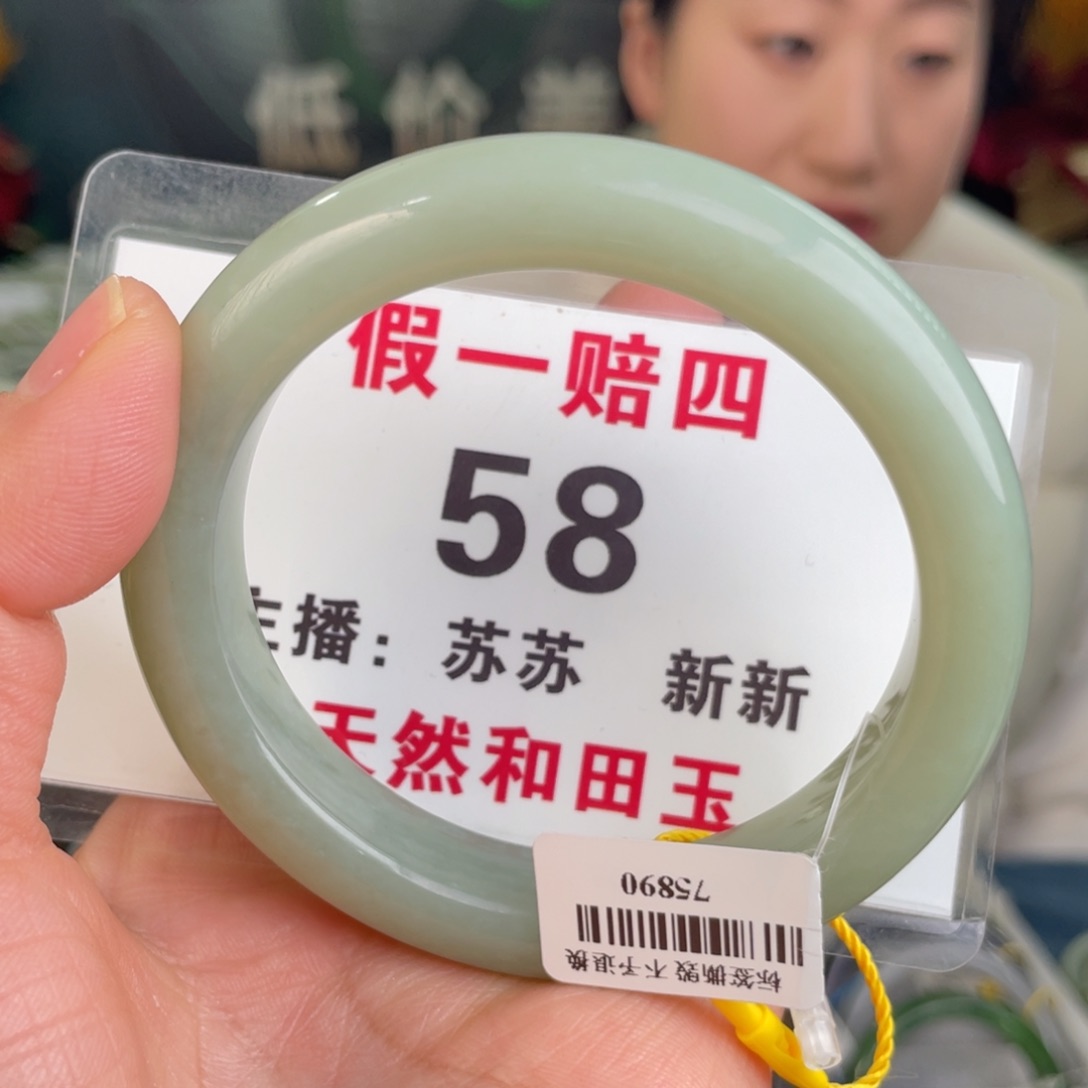 低价
假一赔四
58
主播：苏苏 新新
天然和田玉
75890
标签撕毁 不予退换